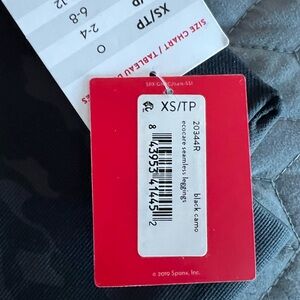 SIZE CHART / TABLEAU D
XS/TP
0
2-4
6-8
XS/TP
20344R
black camo
ecocare seamless leggings
8 43953 41445 2
© 2019 Spanx, Inc.